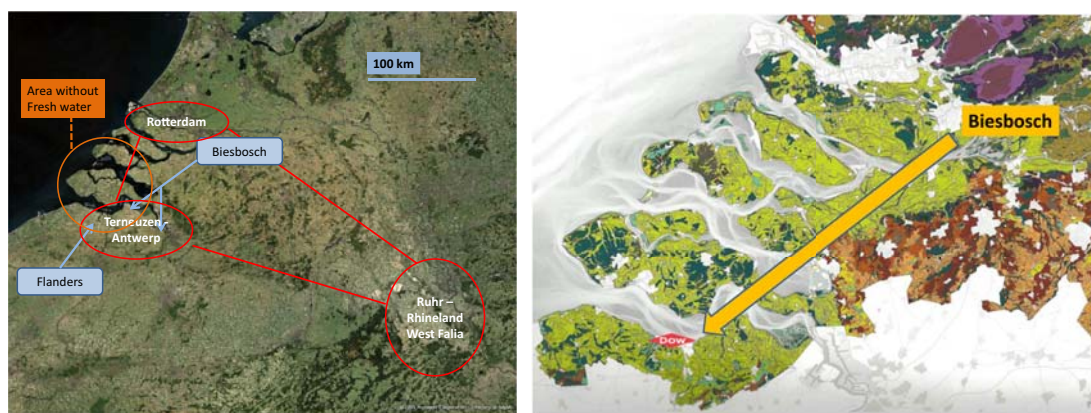 100 km
Area without
Fresh water
Rotterdam
Biesbosch
Terneuzen –
Antwerp
Flanders
Ruhr –
Rhineland
West Falia
Biesbosch
Dow